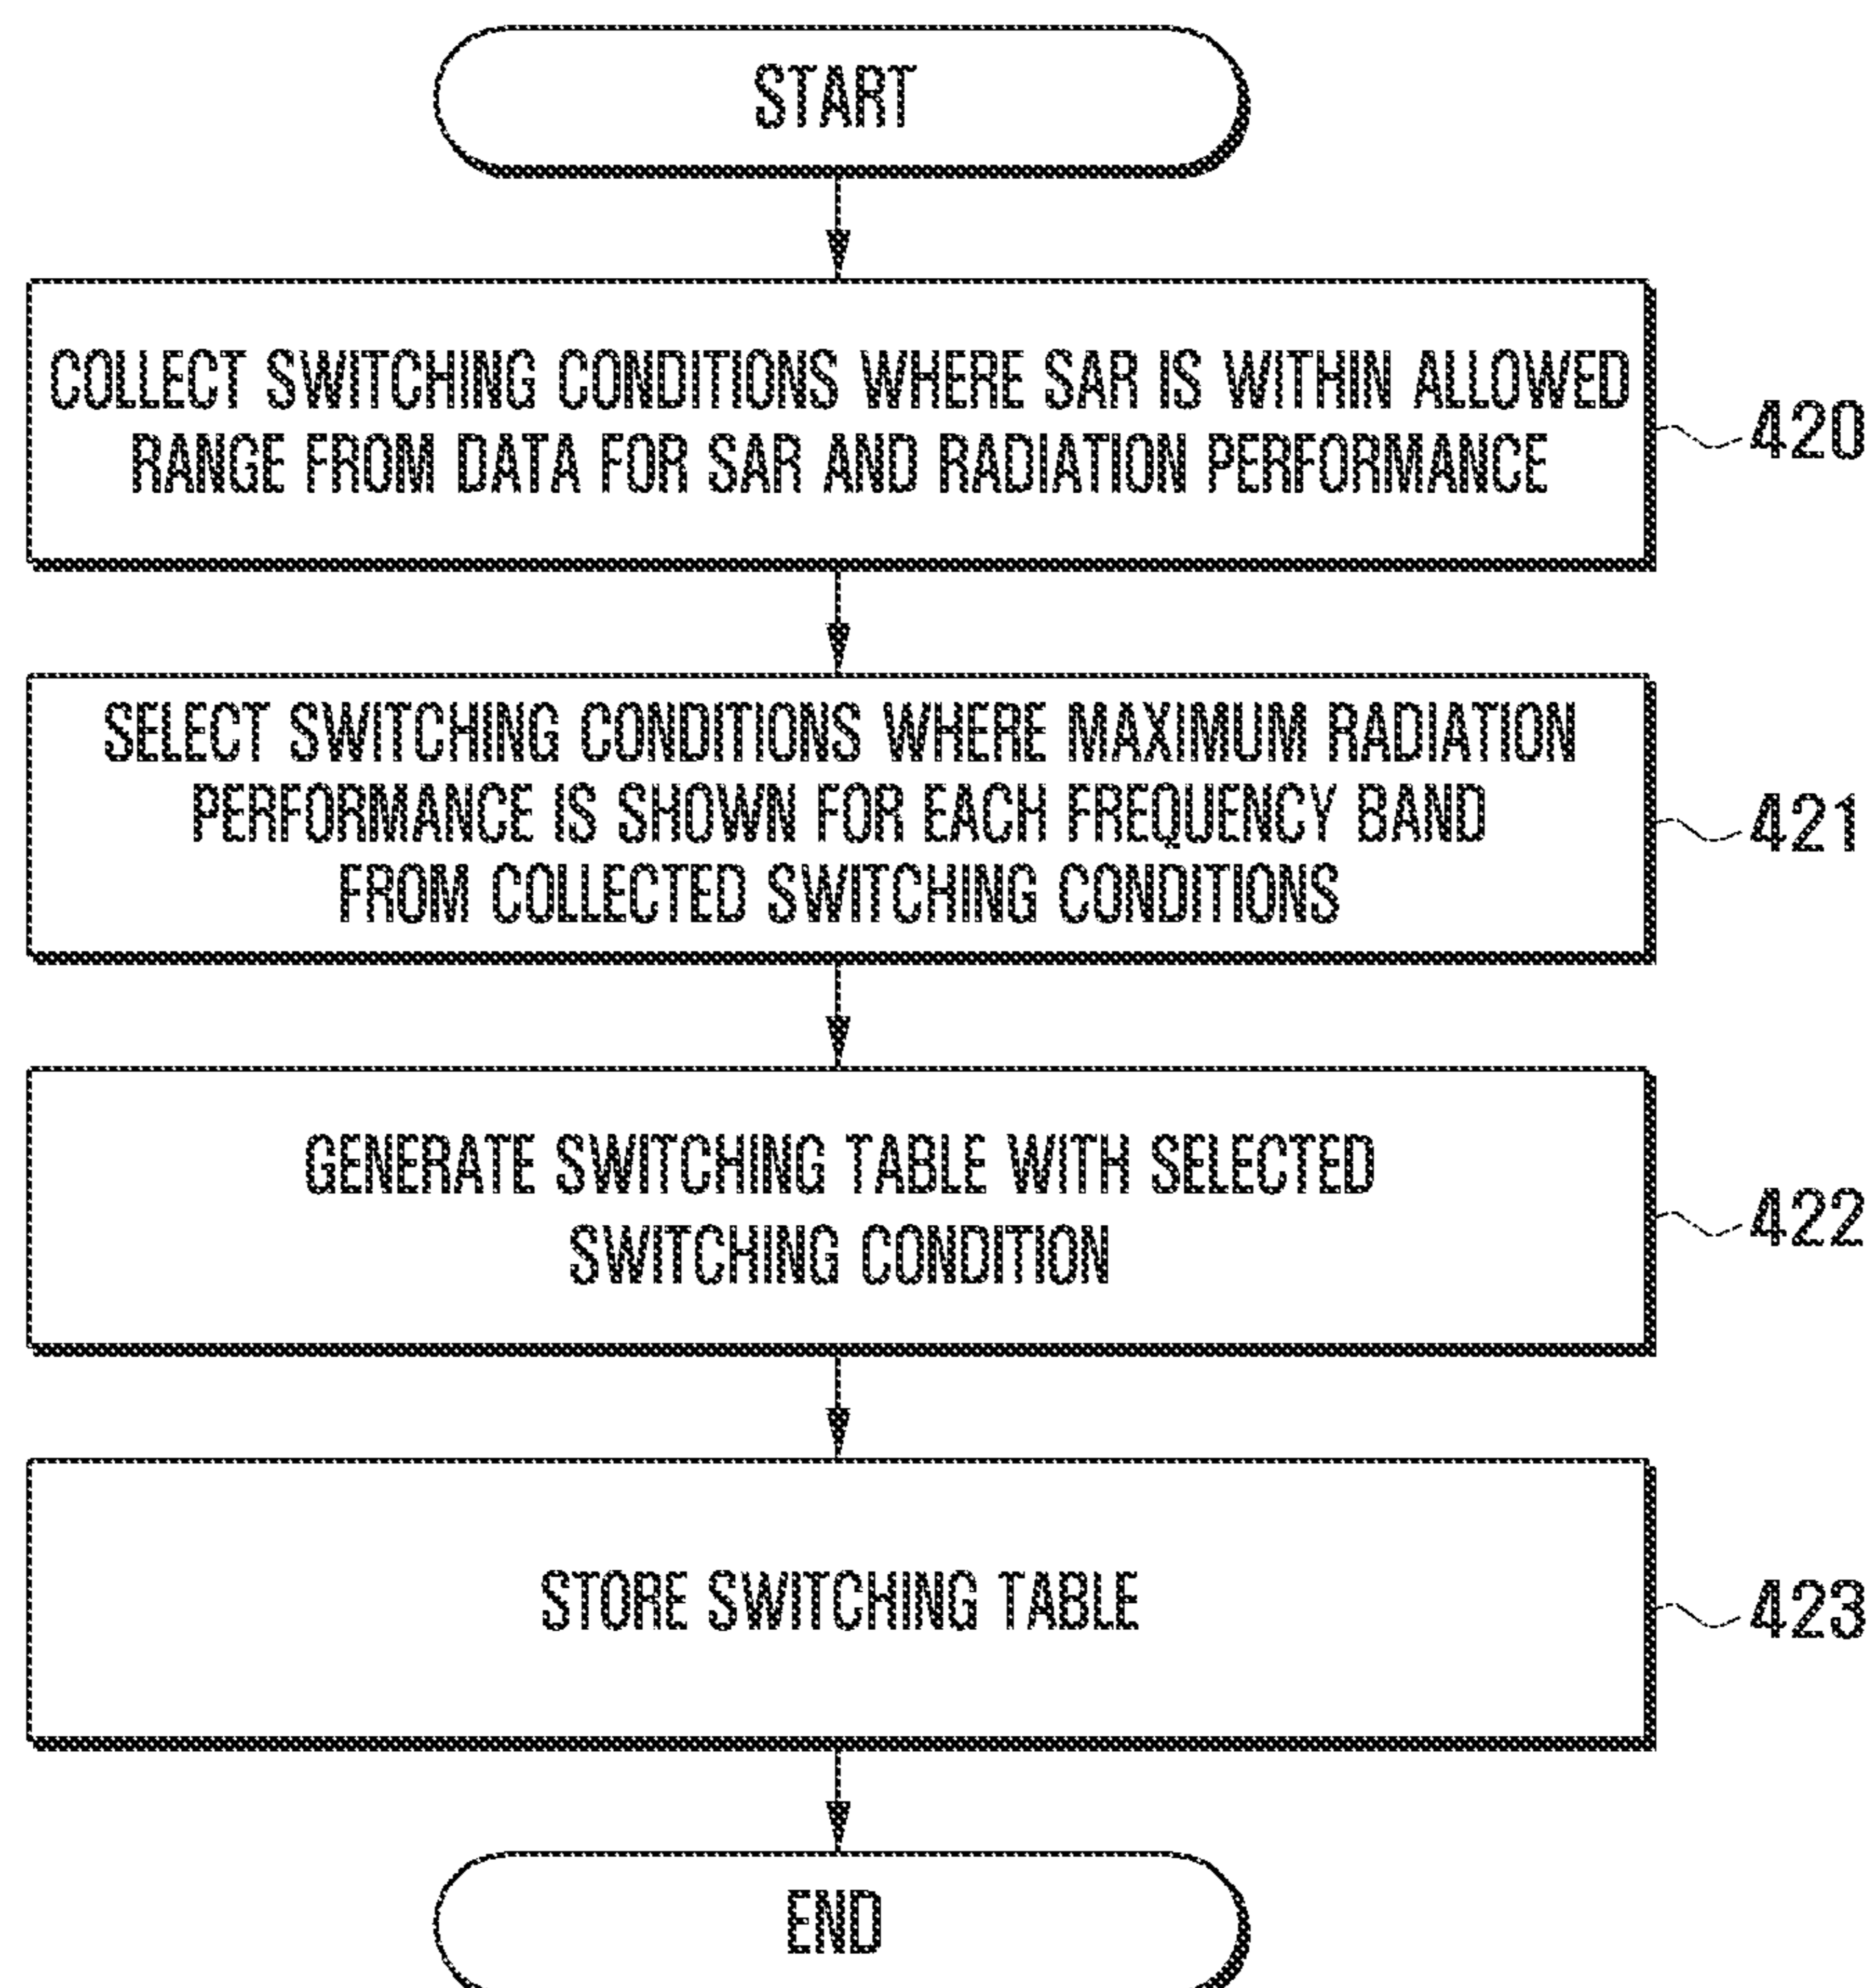 START
COLLECT SWITCHING CONDITIONS WHERE SAR IS WITHIN ALLOWED
RANGE FROM DATA FOR SAR AND RADIATION PERFORMANCE
420
SELECT SWITCHING CONDITIONS WHERE MAXIMUM RADIATION
PERFORMANCE IS SHOWN FOR EACH FREQUENCY BAND
FROM COLLECTED SWITCHING CONDITIONS
421
GENERATE SWITCHING TABLE WITH SELECTED
SWITCHING CONDITION
422
STORE SWITCHING TABLE
423
END